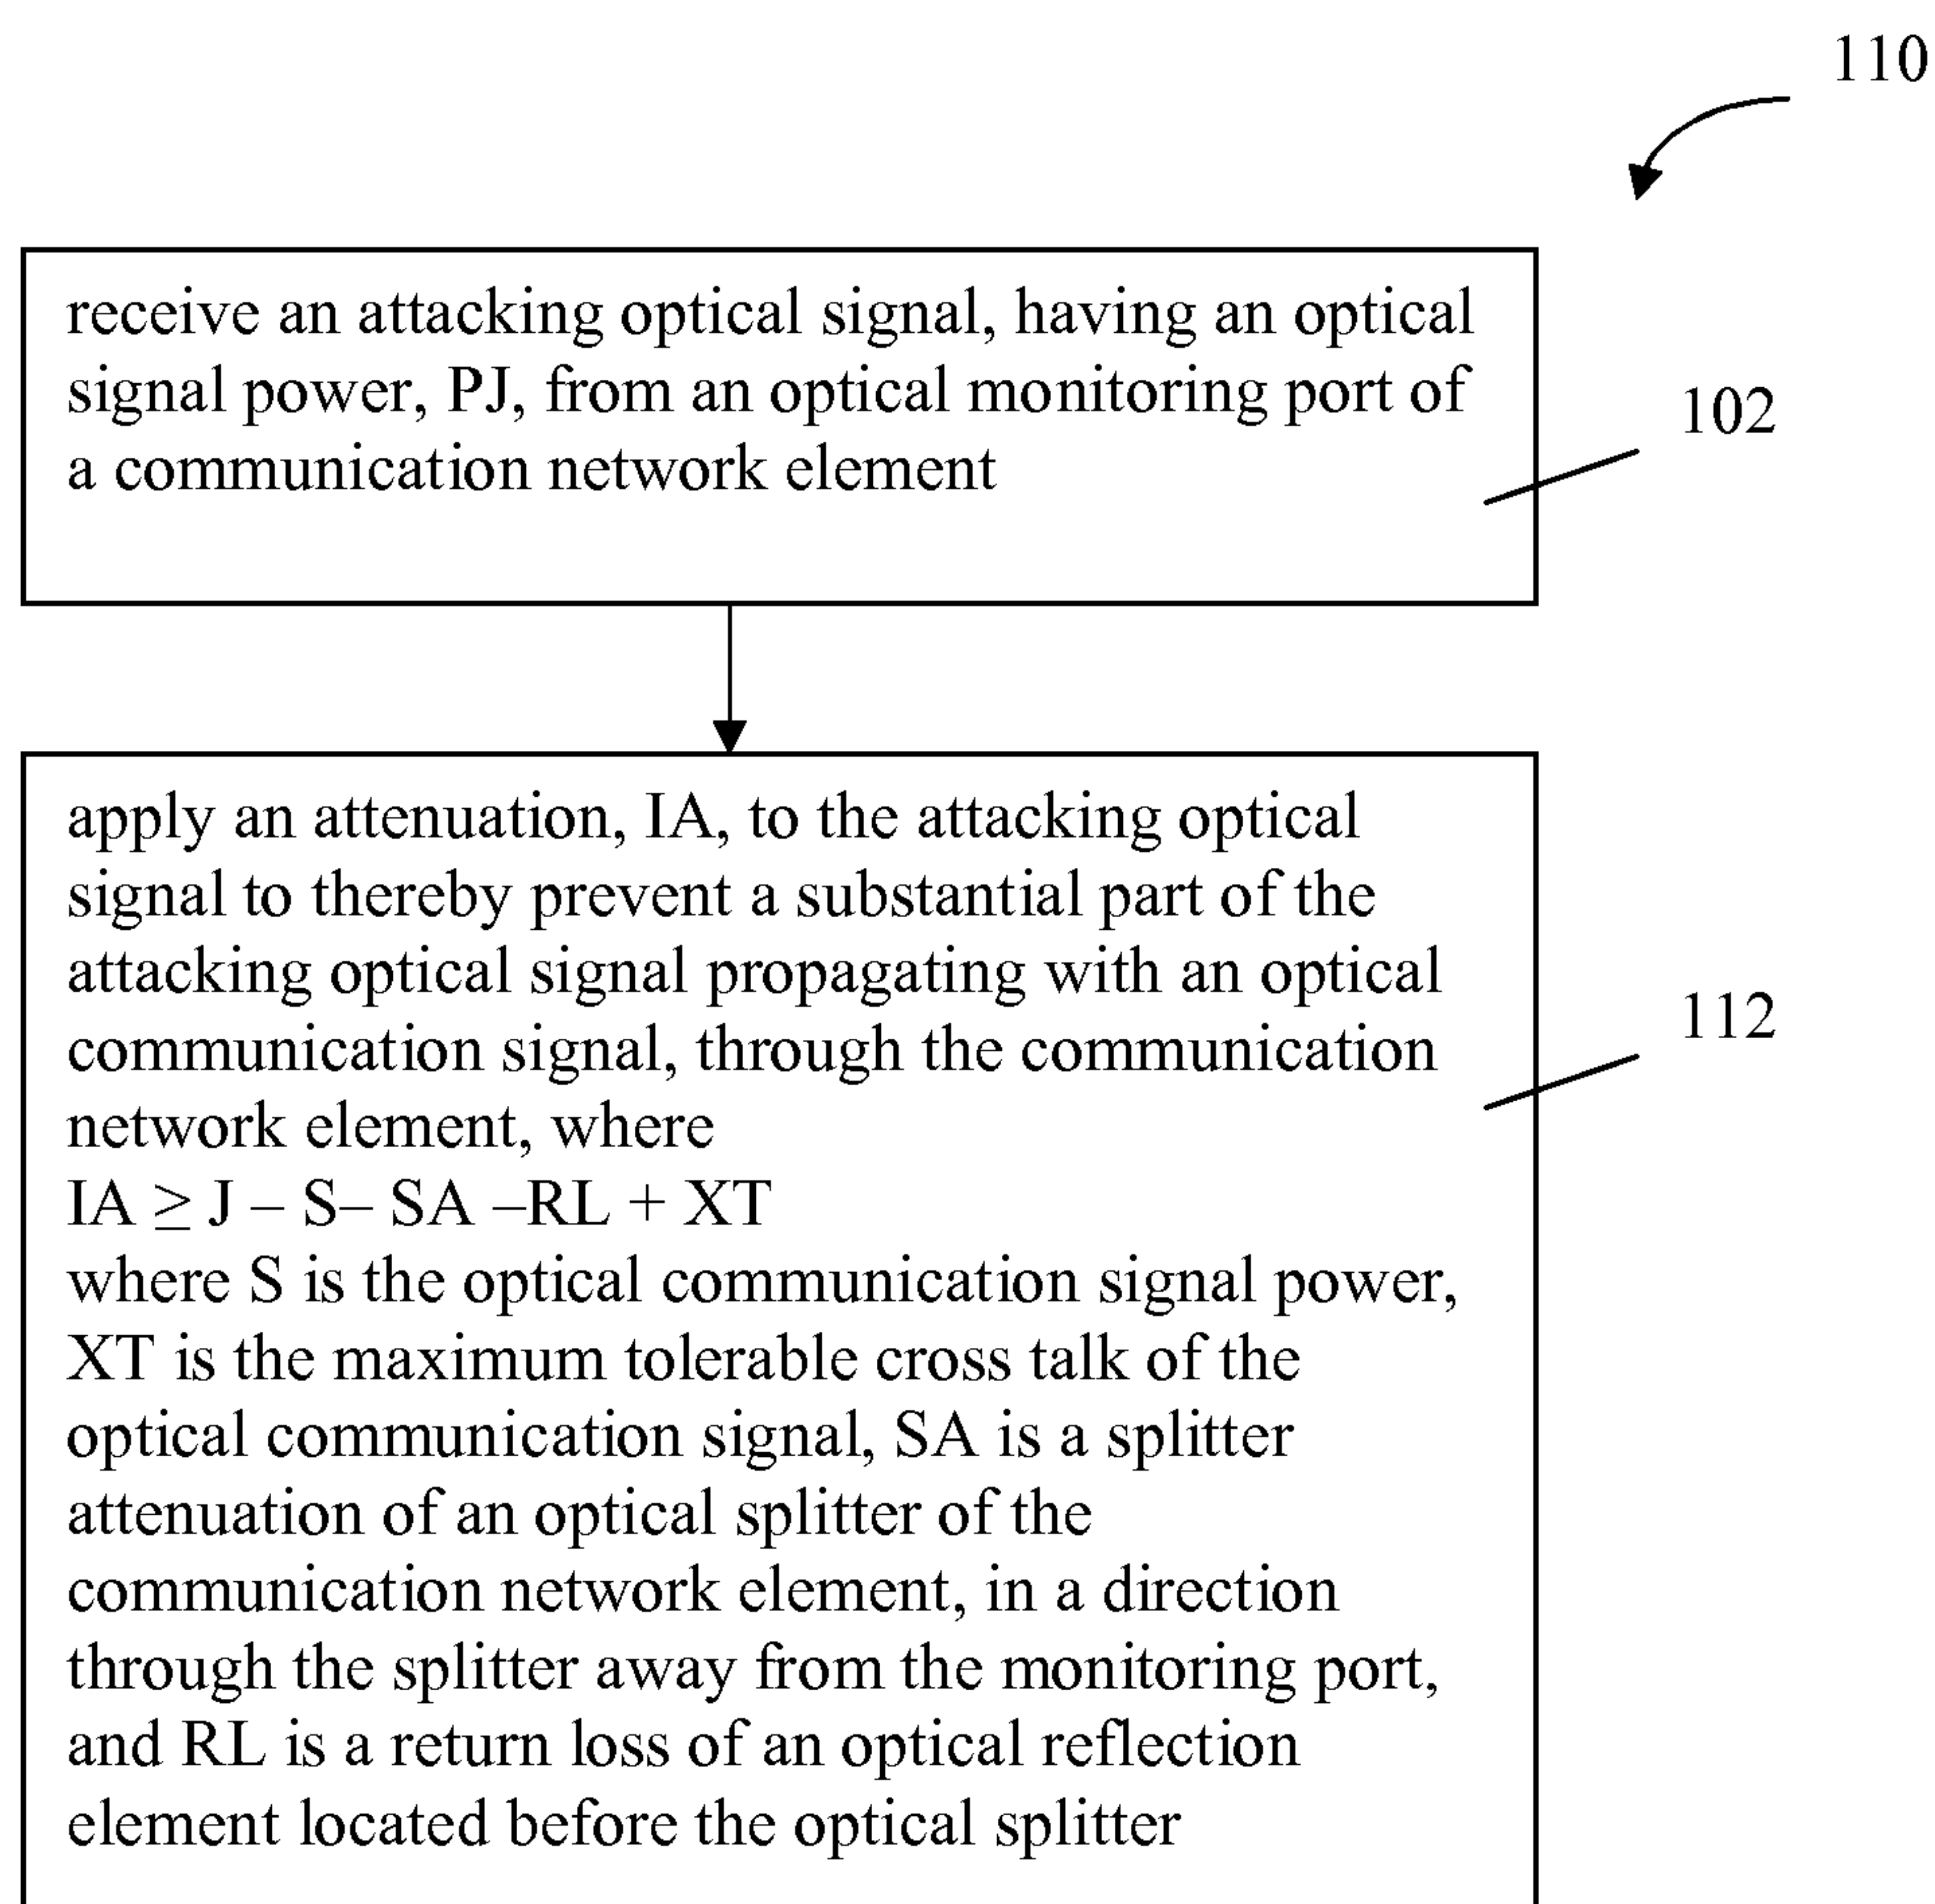 110
receive an attacking optical signal, having an optical
signal power, PJ, from an optical monitoring port of
a communication network element
102
apply an attenuation, IA, to the attacking optical
signal to thereby prevent a substantial part of the
attacking optical signal propagating with an optical
communication signal, through the communication
network element, where
IA ≥ J – S– SA –RL + XT
where S is the optical communication signal power,
XT is the maximum tolerable cross talk of the
optical communication signal, SA is a splitter
attenuation of an optical splitter of the
communication network element, in a direction
through the splitter away from the monitoring port,
and RL is a return loss of an optical reflection
element located before the optical splitter
112